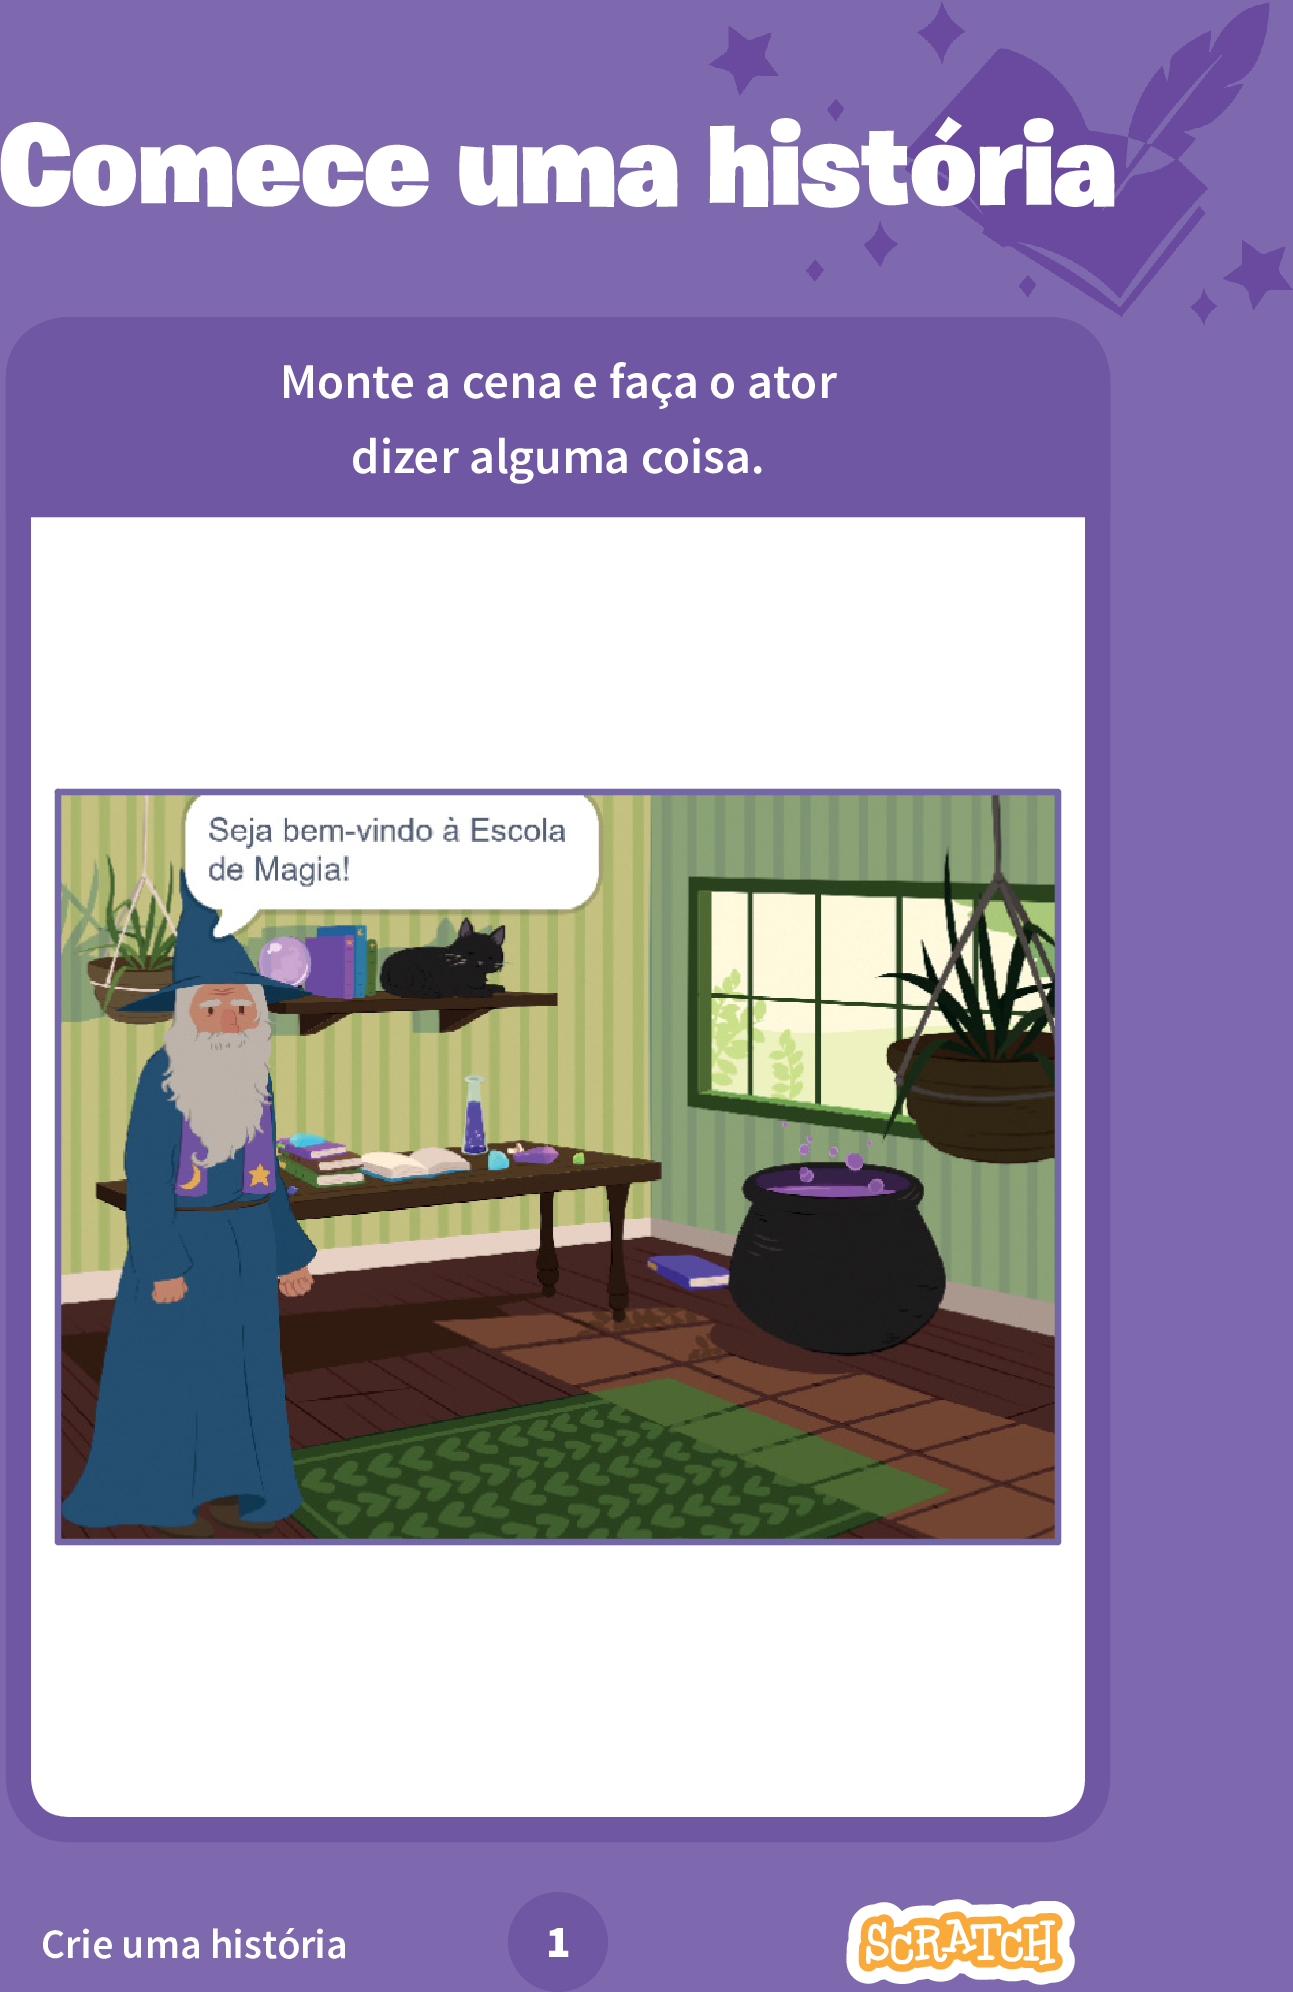 Comece uma história
Monte a cena e faça o ator
dizer alguma coisa.
Seja bem-vindo à Escola
de Magia!
Crie uma história
1
SCRATCH